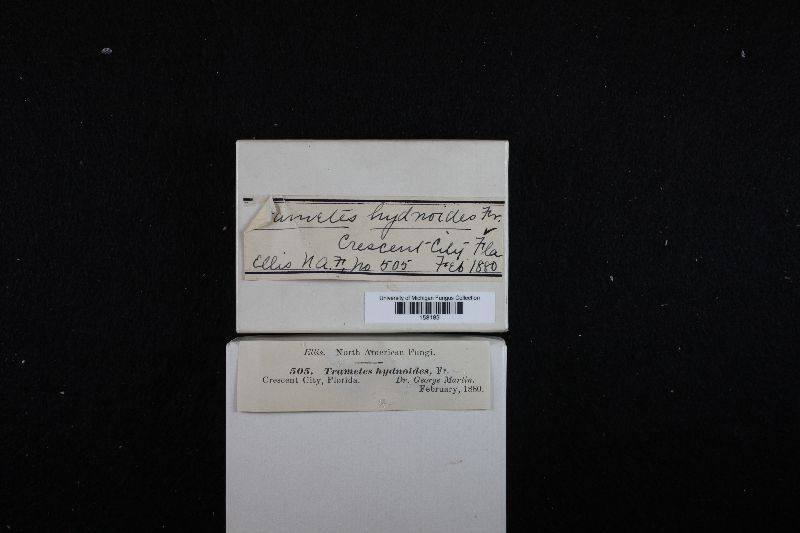 Trametes hydnoides Fr.
Crescent City Fla
Ellis N.A.F. No 505 Feb 1880
University of Michigan Fungus Collection
Ellis. North American Fungi.
505. Trametes hydnoides, Fr.
Crescent City, Florida. Dr. George Martin.
February, 1880.